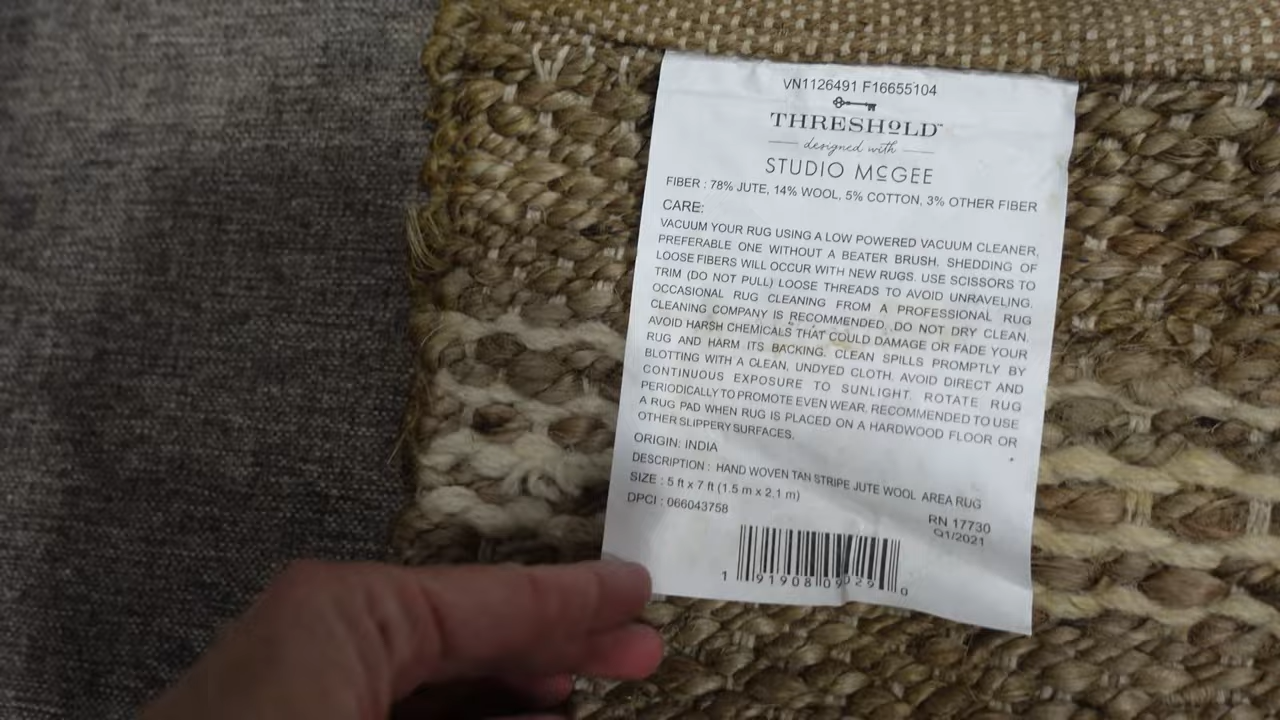 VN1126491 F16655104
THRESHOLD™
designed with
STUDIO McGEE
FIBER : 78% JUTE, 14% WOOL, 5% COTTON, 3% OTHER FIBER
CARE:
VACUUM YOUR RUG USING A LOW POWERED VACUUM CLEANER,
PREFERABLE ONE WITHOUT A BEATER BRUSH. SHEDDING OF
LOOSE FIBERS WILL OCCUR WITH NEW RUGS. USE SCISSORS TO
TRIM (DO NOT PULL) LOOSE THREADS TO AVOID UNRAVELING.
OCCASIONAL RUG CLEANING FROM A PROFESSIONAL RUG
CLEANING COMPANY IS RECOMMENDED. DO NOT DRY CLEAN.
AVOID HARSH CHEMICALS THAT COULD DAMAGE OR FADE YOUR
RUG AND HARM ITS BACKING. CLEAN SPILLS PROMPTLY BY
BLOTTING WITH A CLEAN, UNDYED CLOTH. AVOID DIRECT AND
CONTINUOUS EXPOSURE TO SUNLIGHT. ROTATE RUG
PERIODICALLY TO PROMOTE EVEN WEAR. RECOMMENDED TO USE
A RUG PAD WHEN RUG IS PLACED ON A HARDWOOD FLOOR OR
OTHER SLIPPERY SURFACES.
ORIGIN: INDIA
DESCRIPTION : HAND WOVEN TAN STRIPE JUTE WOOL AREA RUG
SIZE : 5 ft x 7 ft (1.5 m x 2.1 m)
DPCI : 066043758
RN 17730
Q1/2021
1 91908 09029 0